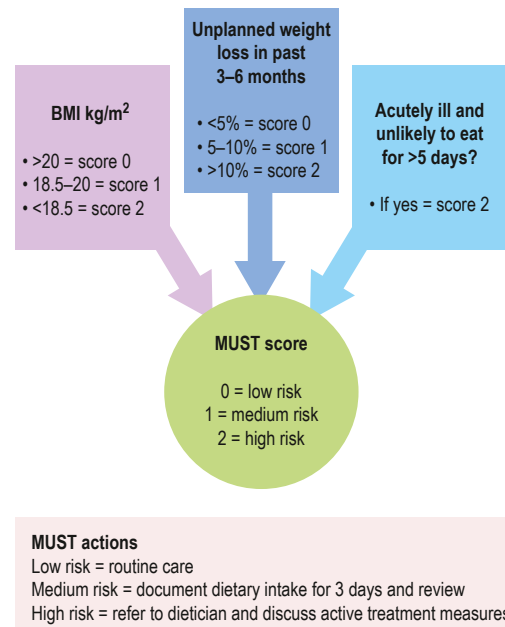 BMI kg/m²
• >20 = score 0
• 18.5–20 = score 1
• <18.5 = score 2
Unplanned weight
loss in past
3–6 months
• <5% = score 0
• 5–10% = score 1
• >10% = score 2
Acutely ill and
unlikely to eat
for >5 days?
• If yes = score 2
MUST score
0 = low risk
1 = medium risk
2 = high risk
MUST actions
Low risk = routine care
Medium risk = document dietary intake for 3 days and review
High risk = refer to dietician and discuss active treatment measures